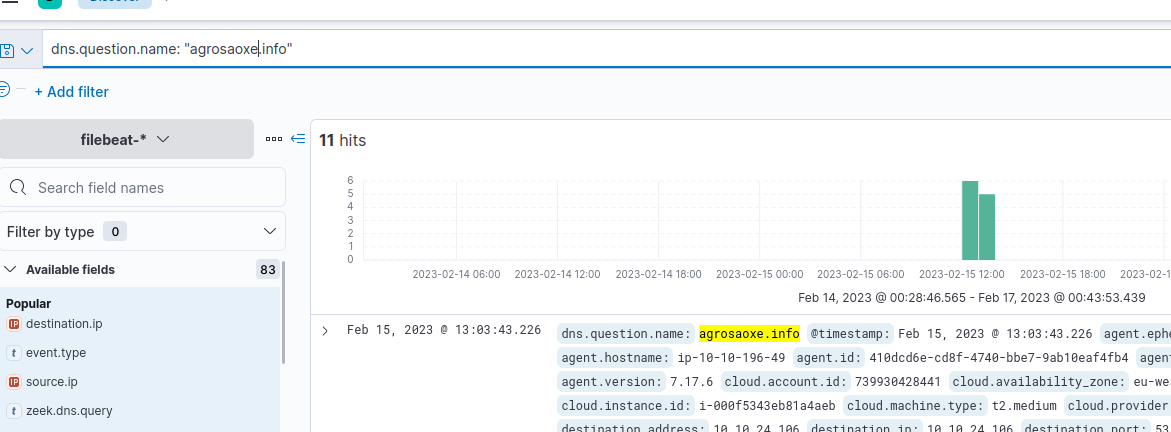 Discover
dns.question.name: "agrosaoxe.info"
+ Add filter
filebeat-*
11 hits
Search field names
Filter by type 0
Available fields 83
Popular
destination.ip
t event.type
source.ip
t zeek.dns.query
6
5
4
3
2
1
0
2023-02-14 06:00 2023-02-14 12:00 2023-02-14 18:00 2023-02-15 00:00 2023-02-15 06:00 2023-02-15 12:00 2023-02-15 18:00 2023-02-1
Feb 14, 2023 @ 00:28:46.565 - Feb 17, 2023 @ 00:43:53.439
Feb 15, 2023 @ 13:03:43.226 dns.question.name: agrosaoxe.info @timestamp: Feb 15, 2023 @ 13:03:43.226 agent.ephe
agent.hostname: ip-10-10-196-49 agent.id: 410dcd6e-cd8f-4740-bbe7-9ab10eaf4fb4 agen
agent.version: 7.17.6 cloud.account.id: 739930428441 cloud.availability_zone: eu-we
cloud.instance.id: i-000f5343eb81a4aeb cloud.machine.type: t2.medium cloud.provider
destination.address: 10.10.24.106 destination.ip: 10.10.24.106 destination.port: 53